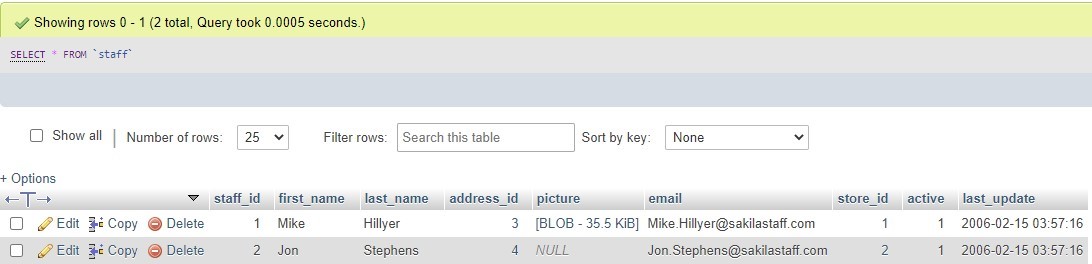 Showing rows 0 - 1 (2 total, Query took 0.0005 seconds.)
SELECT * FROM `staff`
Show all | Number of rows: 25 Filter rows: Search this table Sort by key: None
+ Options
←T→ staff_id first_name last_name address_id picture email store_id active last_update
Edit Copy Delete 1 Mike Hillyer 3 [BLOB - 35.5 KiB] Mike.Hillyer@sakilastaff.com 1 1 2006-02-15 03:57:16
Edit Copy Delete 2 Jon Stephens 4 NULL Jon.Stephens@sakilastaff.com 2 1 2006-02-15 03:57:16